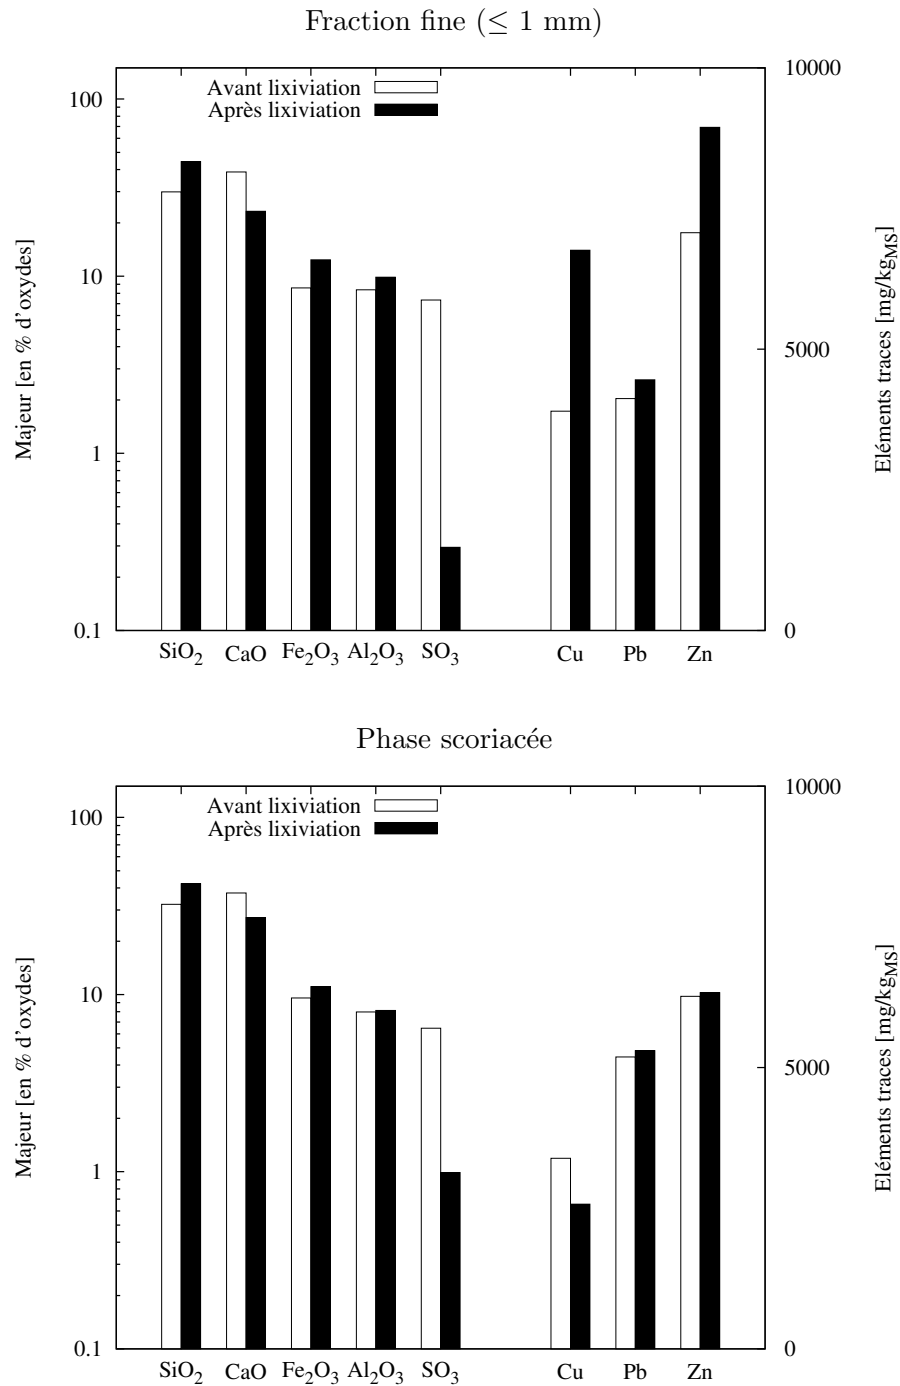 Fraction fine (≤ 1 mm)
Avant lixiviation
Après lixiviation
100
10
1
0.1
10000
5000
0
Majeur [en % d'oxydes]
Eléments traces [mg/kgMS]
SiO2 CaO Fe2O3 Al2O3 SO3 Cu Pb Zn
Phase scoriacée
Avant lixiviation
Après lixiviation
100
10
1
0.1
10000
5000
0
Majeur [en % d'oxydes]
Eléments traces [mg/kgMS]
SiO2 CaO Fe2O3 Al2O3 SO3 Cu Pb Zn